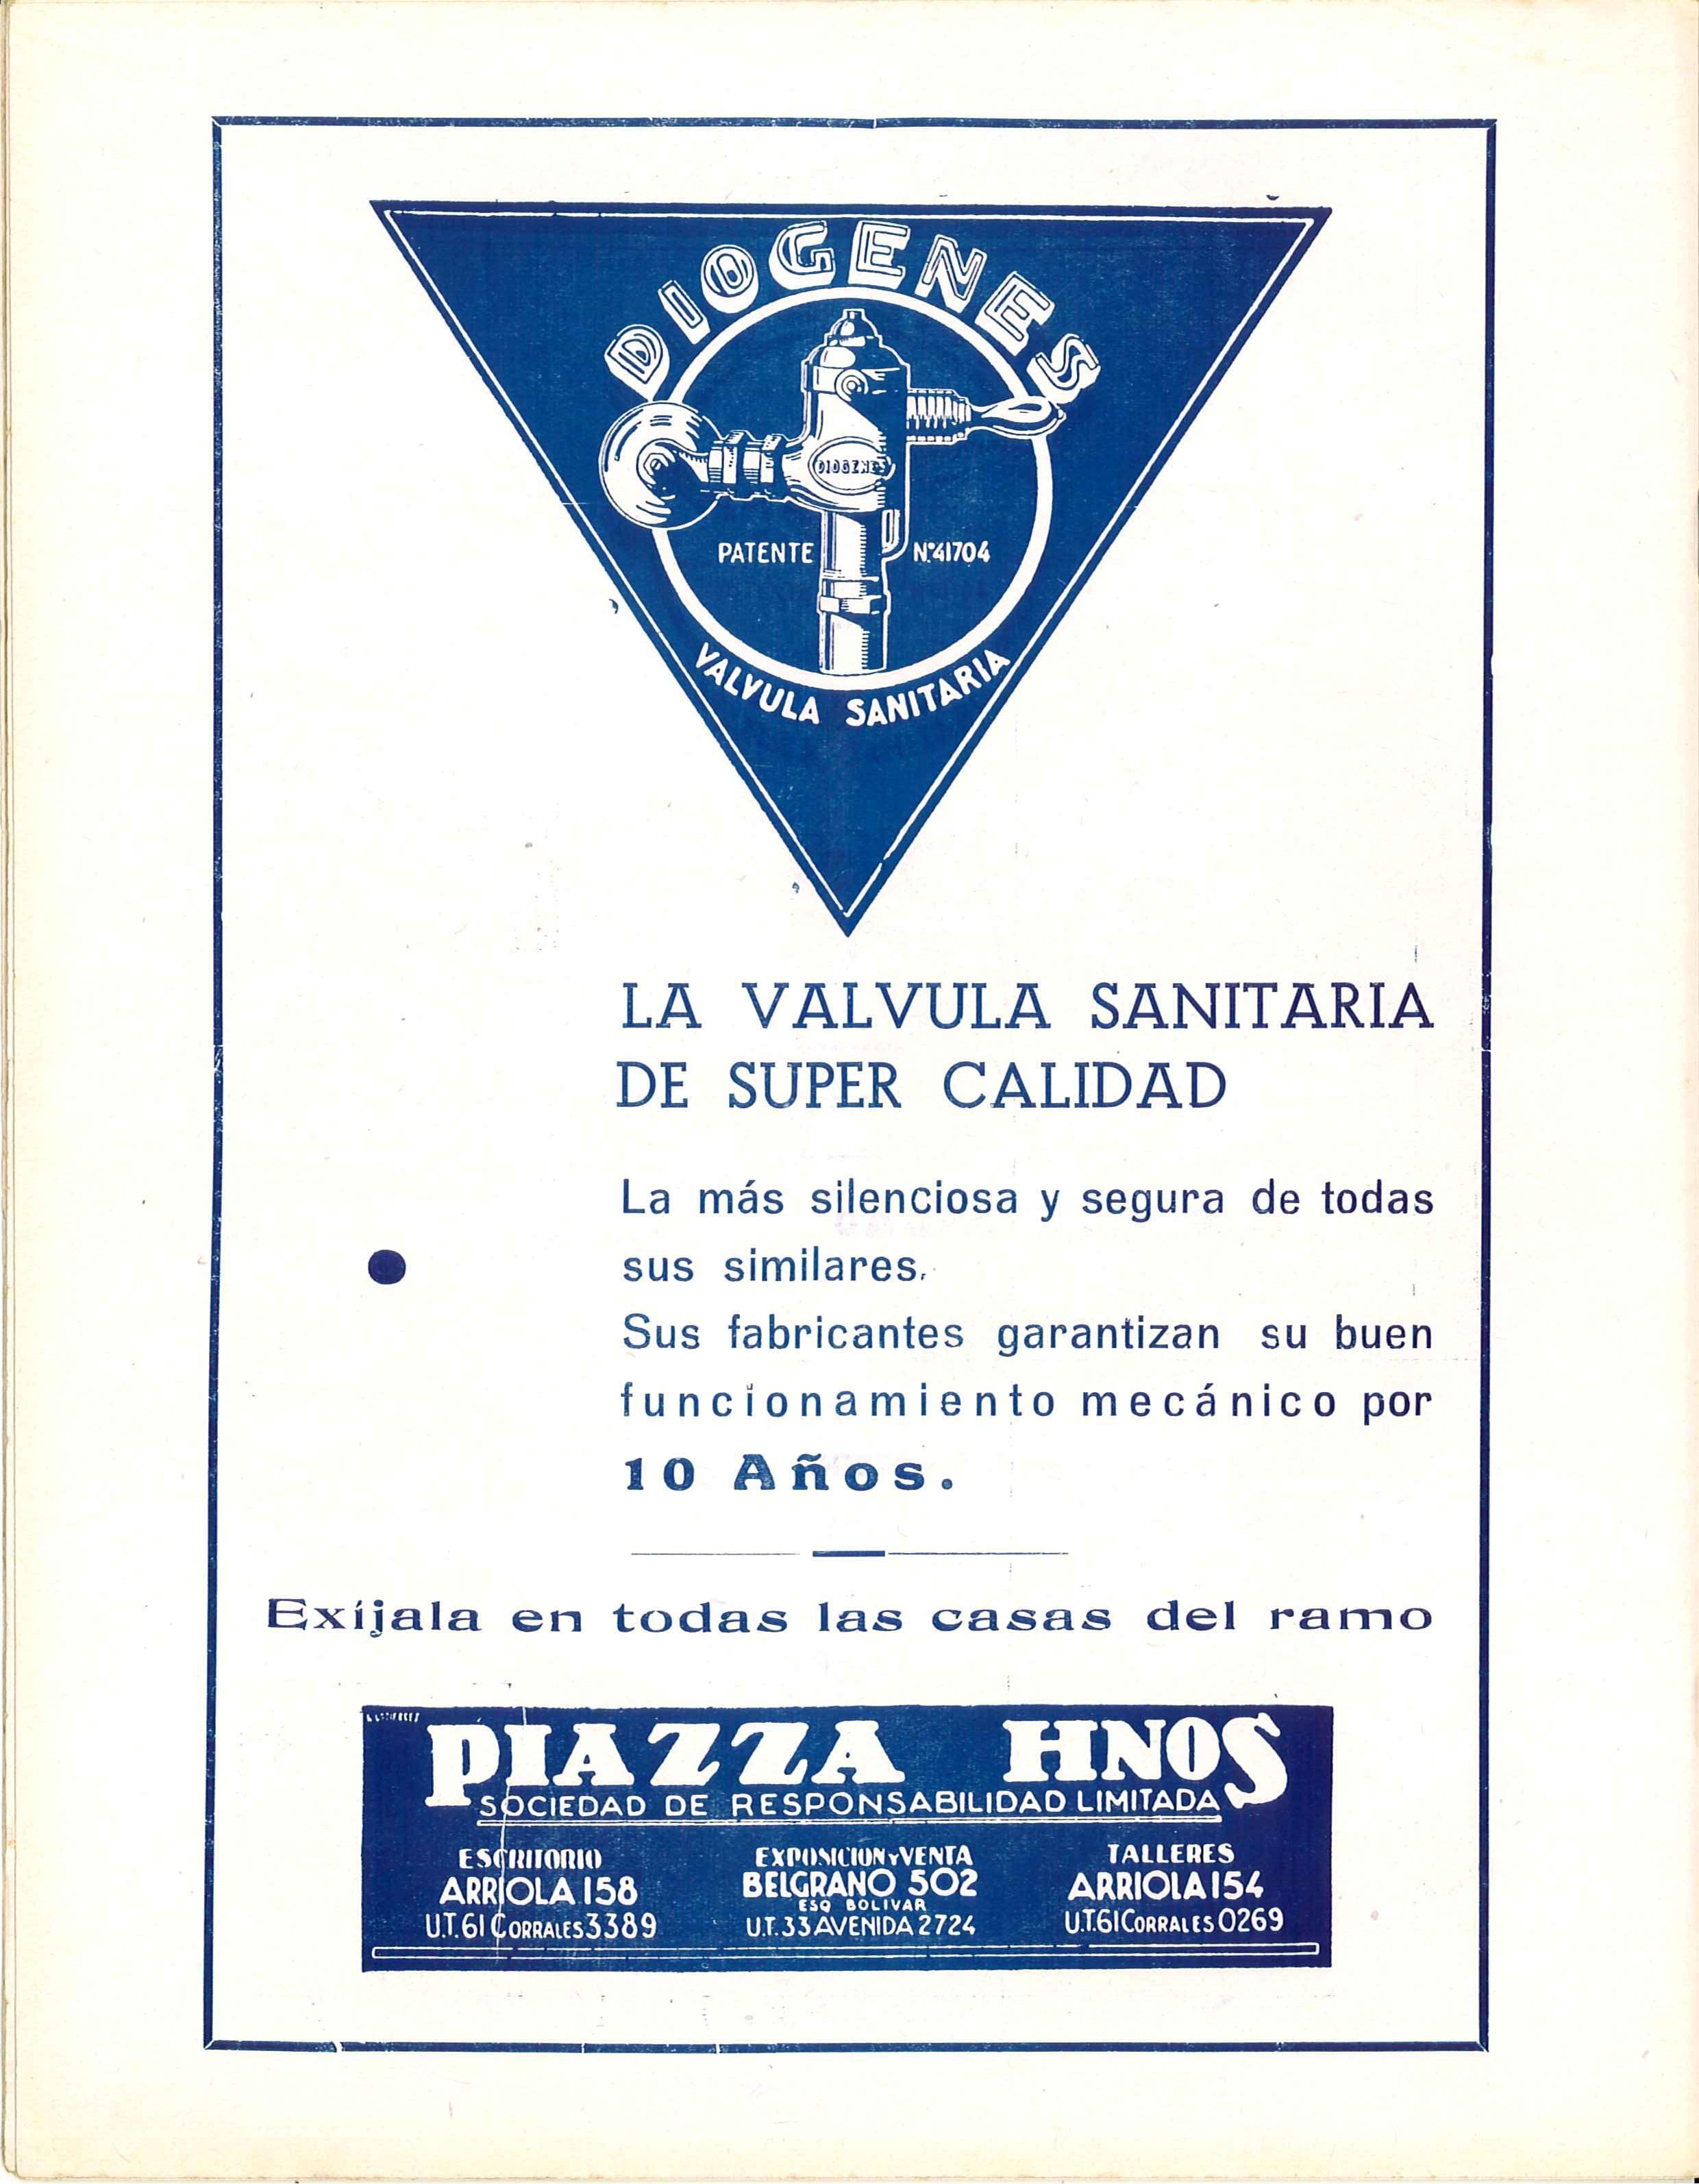 DIOGENES
DIOGENES
PATENTE N°41704
VALVULA SANITARIA
LA VALVULA SANITARIA
DE SUPER CALIDAD
La más silenciosa y segura de todas
sus similares.
Sus fabricantes garantizan su buen
funcionamiento mecánico por
10 Años.
Exíjala en todas las casas del ramo
PIAZZA HNOS
SOCIEDAD DE RESPONSABILIDAD LIMITADA
ESCRITORIO
ARRIOLA 158
U.T. 61 CORRALES 3389
EXPOSICION Y VENTA
BELGRANO 502
ESQ BOLIVAR
U.T. 33 AVENIDA 2724
TALLERES
ARRIOLA 154
U.T. 61 CORRALES 0269